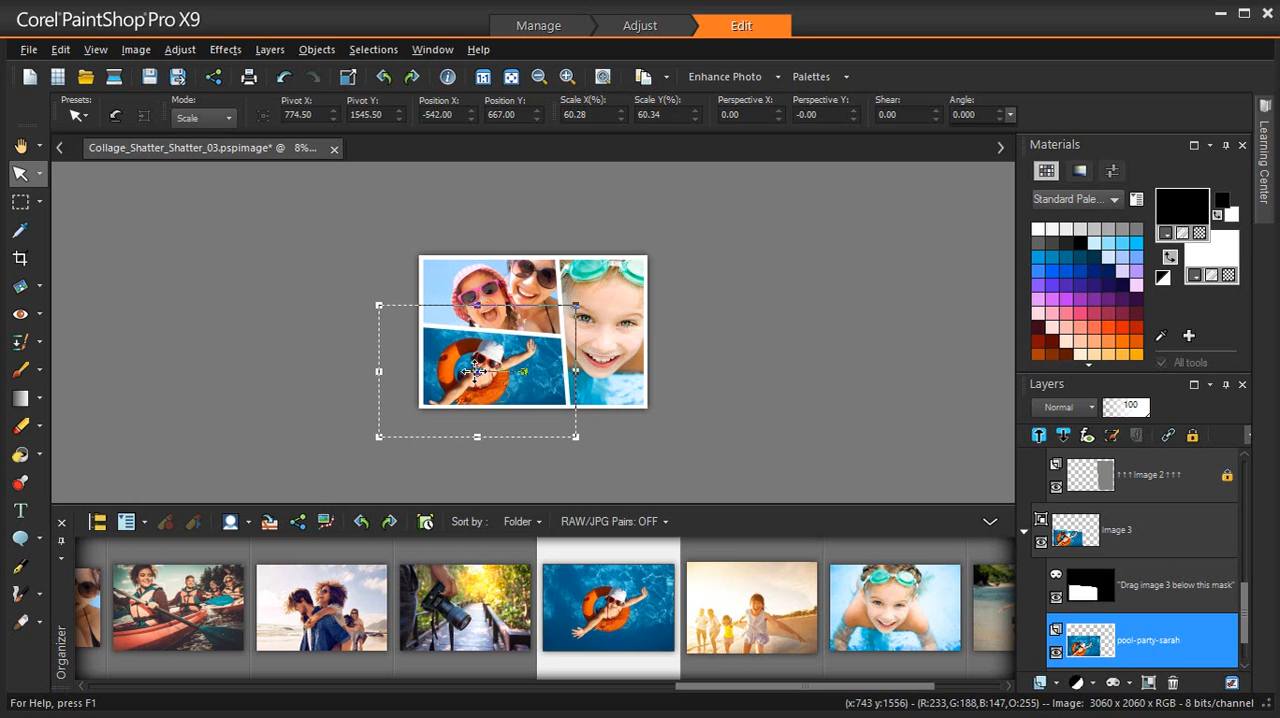 Corel PaintShop Pro X9
Manage Adjust Edit
File Edit View Image Adjust Effects Layers Objects Selections Window Help
Enhance Photo Palettes
Presets: Mode: Pivot X: Pivot Y: Position X: Position Y: Scale X(%): Scale Y(%): Perspective X: Perspective Y: Shear: Angle:
Scale 774.50 1545.50 -542.00 667.00 60.28 60.34 0.00 -0.00 0.00 0.000
Collage_Shatter_Shatter_03.pspimage* @ 8%...
Learning Center
Materials
Standard Pale...
All tools
Layers
Normal 100
↑↑↑Image 2↑↑↑
Image 3
"Drag image 3 below this mask"
pool-party-sarah
Sort by : Folder RAW/JPG Pairs: OFF
Organizer
For Help, press F1
(x:743 y:1556) - (R:233,G:188,B:147,O:255) -- Image: 3060 x 2060 x RGB - 8 bits/channel